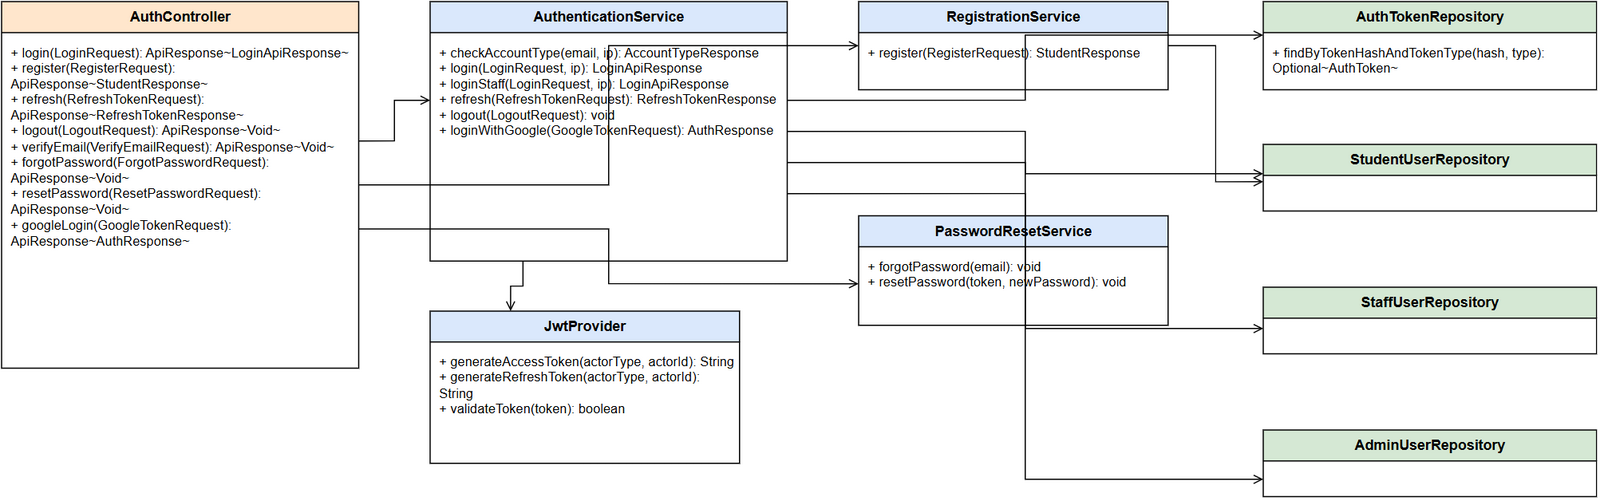 AuthController
+ login(LoginRequest): ApiResponse~LoginApiResponse~
+ register(RegisterRequest):
ApiResponse~StudentResponse~
+ refresh(RefreshTokenRequest):
ApiResponse~RefreshTokenResponse~
+ logout(LogoutRequest): ApiResponse~Void~
+ verifyEmail(VerifyEmailRequest): ApiResponse~Void~
+ forgotPassword(ForgotPasswordRequest):
ApiResponse~Void~
+ resetPassword(ResetPasswordRequest):
ApiResponse~Void~
+ googleLogin(GoogleTokenRequest):
ApiResponse~AuthResponse~
AuthenticationService
+ checkAccountType(email, ip): AccountTypeResponse
+ login(LoginRequest, ip): LoginApiResponse
+ loginStaff(LoginRequest, ip): LoginApiResponse
+ refresh(RefreshTokenRequest): RefreshTokenResponse
+ logout(LogoutRequest): void
+ loginWithGoogle(GoogleTokenRequest): AuthResponse
JwtProvider
+ generateAccessToken(actorType, actorId): String
+ generateRefreshToken(actorType, actorId):
String
+ validateToken(token): boolean
RegistrationService
+ register(RegisterRequest): StudentResponse
PasswordResetService
+ forgotPassword(email): void
+ resetPassword(token, newPassword): void
AuthTokenRepository
+ findByTokenHashAndTokenType(hash, type):
Optional~AuthToken~
StudentUserRepository
StaffUserRepository
AdminUserRepository